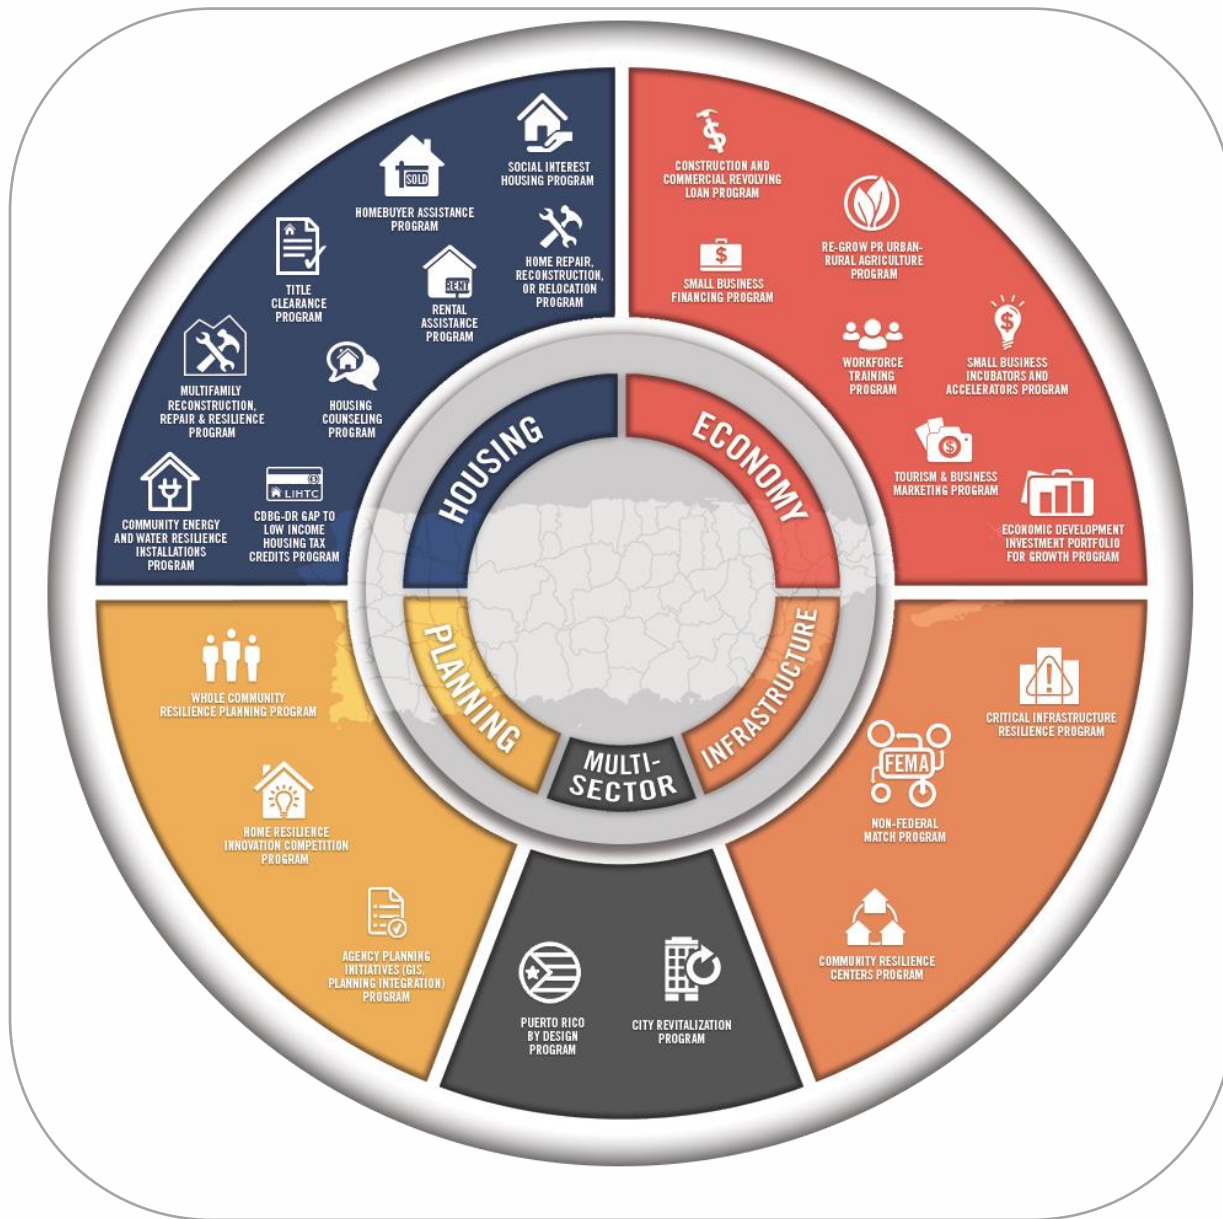 SOCIAL INTEREST
HOUSING PROGRAM
SOLD
HOMEBUYER ASSISTANCE
PROGRAM
HOME REPAIR,
RECONSTRUCTION,
OR RELOCATION
PROGRAM
TITLE
CLEARANCE
PROGRAM
RENT
RENTAL
ASSISTANCE
PROGRAM
MULTIFAMILY
RECONSTRUCTION,
REPAIR & RESILIENCE
PROGRAM
HOUSING
COUNSELING
PROGRAM
COMMUNITY ENERGY
AND WATER RESILIENCE
INSTALLATIONS
PROGRAM
$
LIHTC
CDBG-DR GAP TO
LOW INCOME
HOUSING TAX
CREDITS PROGRAM
$
CONSTRUCTION AND
COMMERCIAL REVOLVING
LOAN PROGRAM
RE-GROW PR URBAN-
RURAL AGRICULTURE
PROGRAM
$
SMALL BUSINESS
FINANCING PROGRAM
WORKFORCE
TRAINING
PROGRAM
$
SMALL BUSINESS
INCUBATORS AND
ACCELERATORS PROGRAM
$
TOURISM & BUSINESS
MARKETING PROGRAM
ECONOMIC DEVELOPMENT
INVESTMENT PORTFOLIO
FOR GROWTH PROGRAM
HOUSING
ECONOMY
PLANNING
INFRASTRUCTURE
MULTI-
SECTOR
WHOLE COMMUNITY
RESILIENCE PLANNING PROGRAM
HOME RESILIENCE
INNOVATION COMPETITION
PROGRAM
AGENCY PLANNING
INITIATIVES (GIS,
PLANNING INTEGRATION)
PROGRAM
PUERTO RICO
BY DESIGN
PROGRAM
CITY REVITALIZATION
PROGRAM
!
CRITICAL INFRASTRUCTURE
RESILIENCE PROGRAM
FEMA
NON-FEDERAL
MATCH PROGRAM
COMMUNITY RESILIENCE
CENTERS PROGRAM